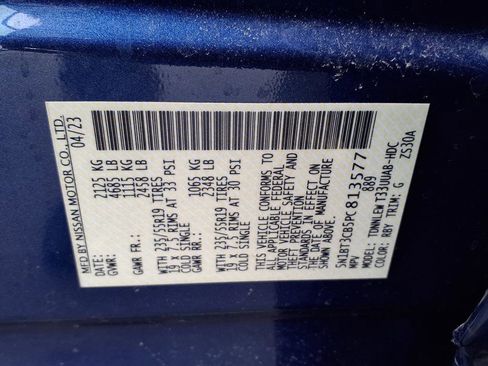 MFD BY NISSAN MOTOR CO., LTD.
04/23
GVWR: 2125 KG
4685 LB
GAWR FR: 1115 KG
2458 LB
235/55R19 TIRES
19 x 7.5 RIMS AT 33 PSI
COLD SINGLE
GAWR RR: 1065 KG
2348 LB
WITH 235/55R19 TIRES
19 x 7.5 RIMS AT 30 PSI
COLD SINGLE
THIS VEHICLE CONFORMS TO
ALL APPLICABLE FEDERAL
MOTOR VEHICLE SAFETY AND
THEFT PREVENTION
STANDARDS IN EFFECT ON
THE DATE OF MANUFACTURE
SHOWN ABOVE.
5N1BT3CB5PC813577
MPV 889
MODEL: TDNNLEWT33UUAB-HDC
COLOR: RBY TRIM: G ZS30A